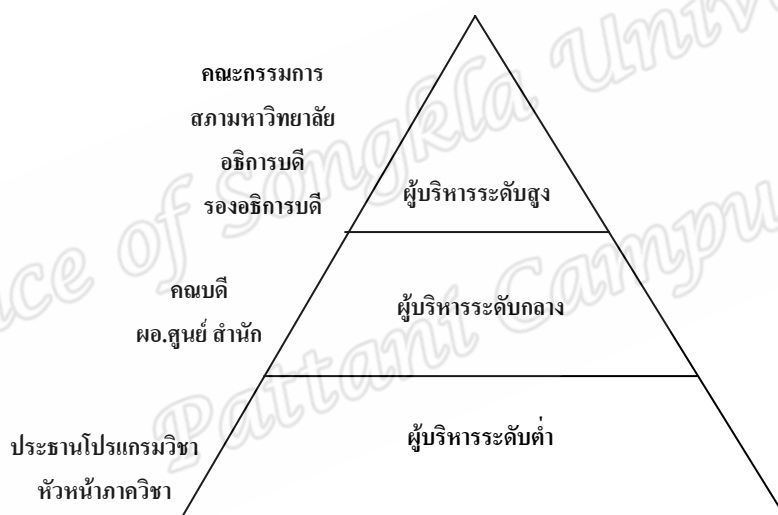 คณะกรรมการ
สภามหาวิทยาลัย
อธิการบดี
รองอธิการบดี
ผู้บริหารระดับสูง
คณบดี
ผอ.ศูนย์ สำนัก
ผู้บริหารระดับกลาง
ประธานโปรแกรมวิชา
หัวหน้าภาควิชา
ผู้บริหารระดับต่ำ
nce of Songkla Unive
Pattani Campu